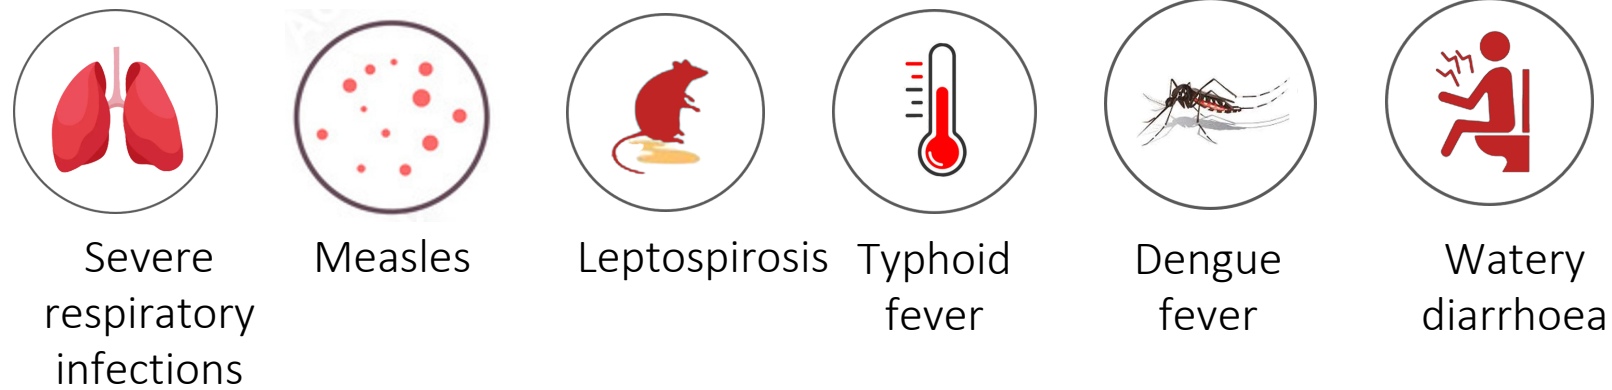 Severe
respiratory
infections
Measles
Leptospirosis
Typhoid
fever
Dengue
fever
Watery
diarrhoea